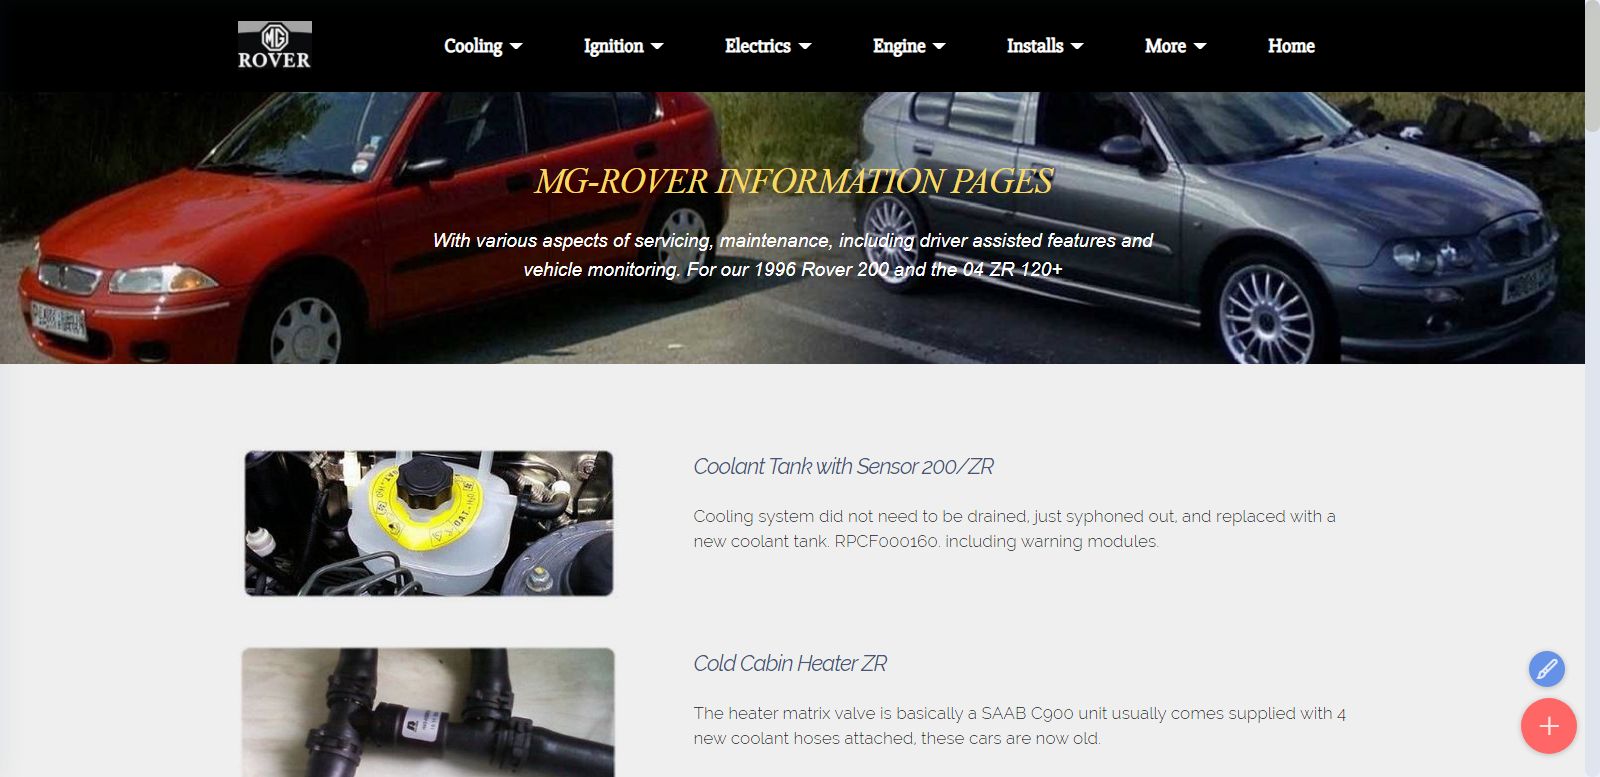 MG
ROVER
Cooling
Ignition
Electrics
Engine
Installs
More
Home
MG-ROVER INFORMATION PAGES
With various aspects of servicing, maintenance, including driver assisted features and
vehicle monitoring. For our 1996 Rover 200 and the 04 ZR 120+
Coolant Tank with Sensor 200/ZR
Cooling system did not need to be drained, just syphoned out, and replaced with a
new coolant tank. RPCF000160. including warning modules.
Cold Cabin Heater ZR
The heater matrix valve is basically a SAAB C900 unit usually comes supplied with 4
new coolant hoses attached, these cars are now old.